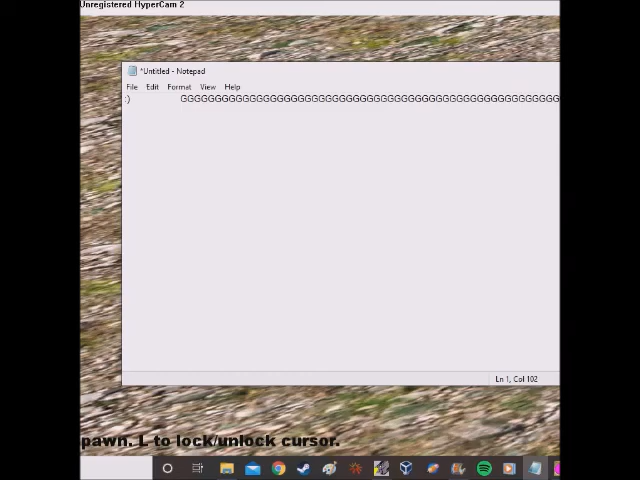 Unregistered HyperCam 2
*Untitled - Notepad
File Edit Format View Help
:) GGGGGGGGGGGGGGGGGGGGGGGGGGGGGGGGGGGGGGGGGGGGGGGGGGGGGGG
Ln 1, Col 102
pawn. L to lock/unlock cursor.